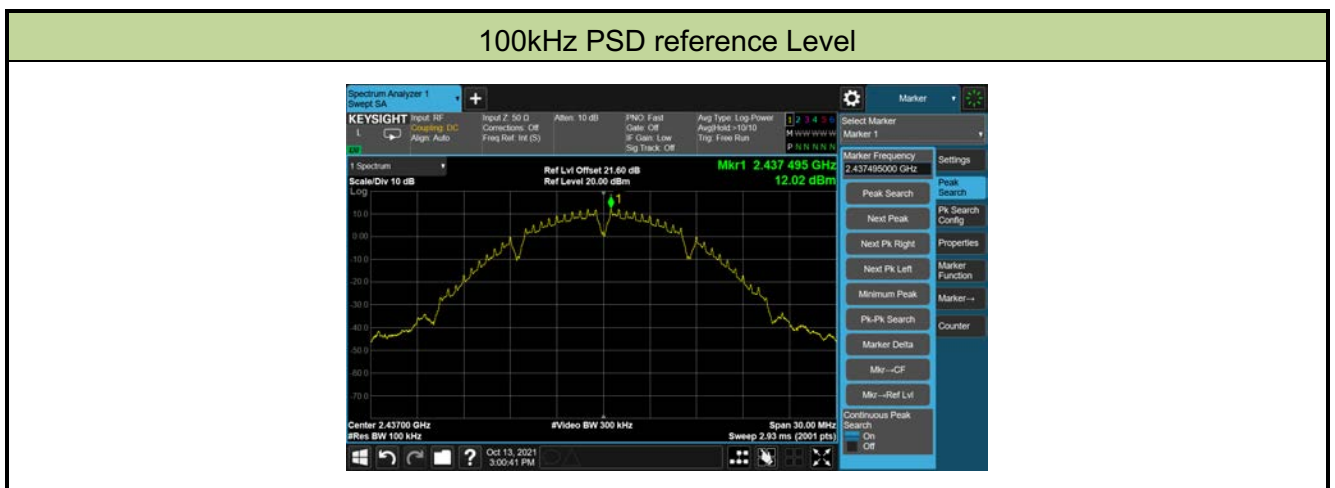 100kHz PSD reference Level
Spectrum Analyzer 1
Swept SA
+
Marker
KEYSIGHT
L
Input: RF
Coupling: DC
Align: Auto
Input Z: 50 Ω
Corrections: Off
Freq Ref: Int (S)
Atten: 10 dB
PNO: Fast
Gate: Off
IF Gain: Low
Sig Track: Off
Avg Type: Log-Power
Avg|Hold:>10/10
Trig: Free Run
1 2 3 4 5 6
M W W W W W
P N N N N N
Select Marker
Marker 1
1 Spectrum
Scale/Div 10 dB
Log
Ref Lvl Offset 21.60 dB
Ref Level 20.00 dBm
Mkr1 2.437 495 GHz
12.02 dBm
1
10.0
0.00
-10.0
-20.0
-30.0
-40.0
-50.0
-60.0
-70.0
Center 2.43700 GHz
#Res BW 100 kHz
#Video BW 300 kHz
Span 30.00 MHz
Sweep 2.93 ms (2001 pts)
Marker Frequency
2.437495000 GHz
Peak Search
Next Peak
Next Pk Right
Next Pk Left
Minimum Peak
Pk-Pk Search
Marker Delta
Mkr→CF
Mkr→Ref Lvl
Continuous Peak
Search
On
Off
Settings
Peak
Search
Pk Search
Config
Properties
Marker
Function
Marker→
Counter
?
Oct 13, 2021
3:00:41 PM